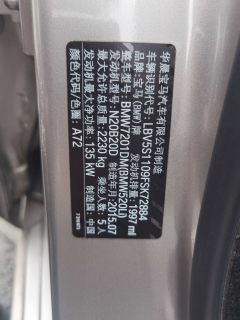 华晨宝马汽车有限公司制造
车辆识别代号:LBV5S1109FSK72884
品牌:宝马(BMW)牌
整车型号:BMW7201DM(BMW520Li)
发动机型号:N20B20D 制造年月:2015.07
最大允许总质量:2230 kg 乘坐人数:5人
发动机排量:1997 ml
发动机最大净功率:135 kW 制造国:中国
颜色代码/色代码:A72